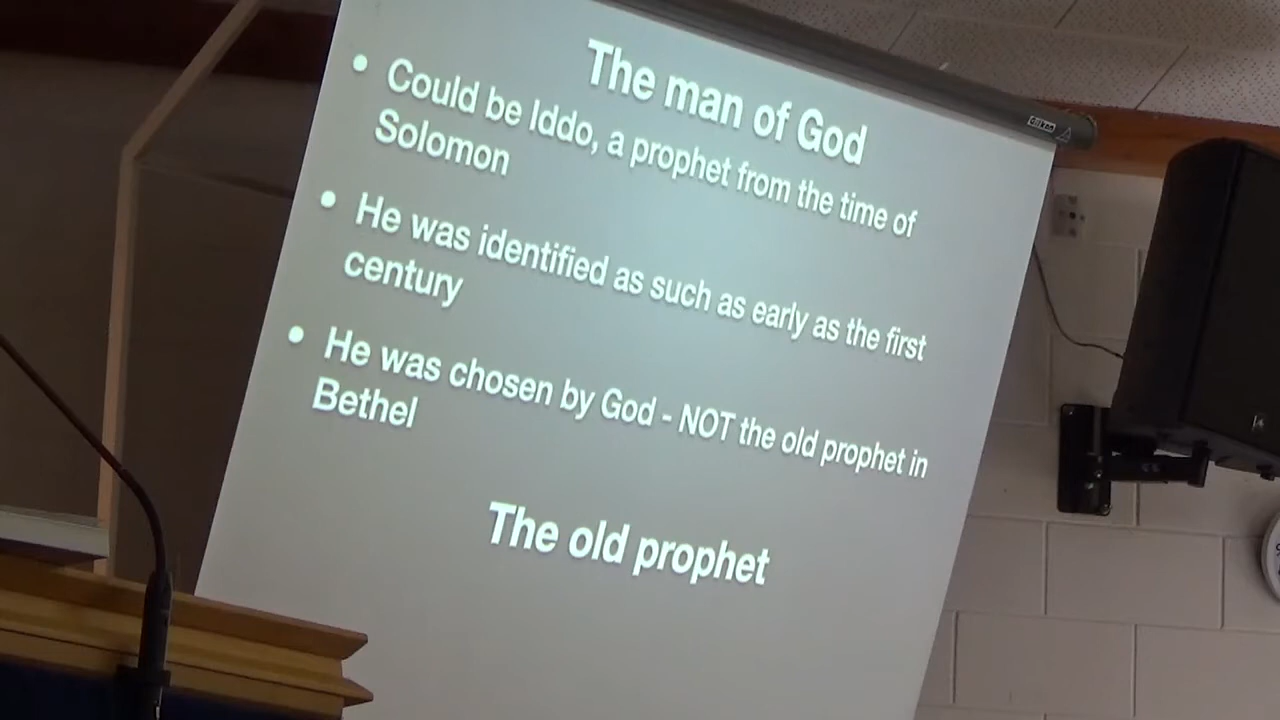 The man of God
• Could be Iddo, a prophet from the time of
Solomon
• He was identified as such as early as the first
century
• He was chosen by God - NOT the old prophet in
Bethel
The old prophet